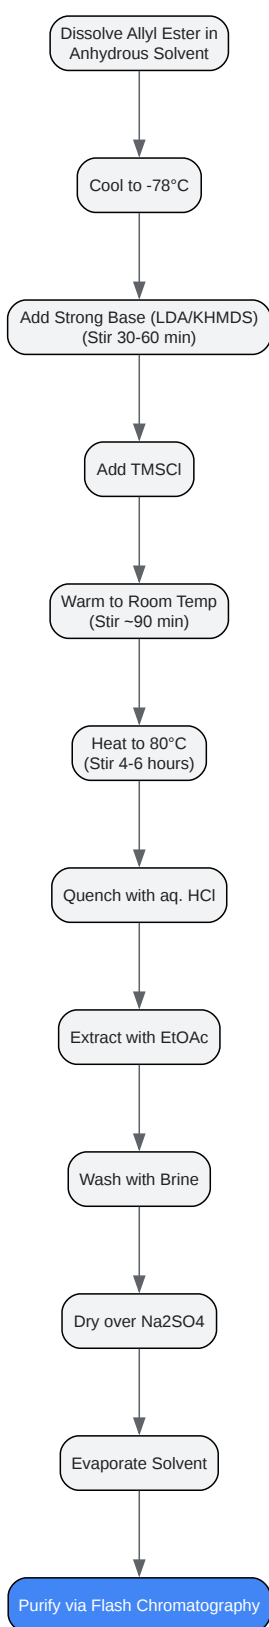 Dissolve Allyl Ester in
Anhydrous Solvent
Cool to -78°C
Add Strong Base (LDA/KHMDS)
(Stir 30-60 min)
Add TMSCl
Warm to Room Temp
(Stir ~90 min)
Heat to 80°C
(Stir 4-6 hours)
Quench with aq. HCl
Extract with EtOAc
Wash with Brine
Dry over Na2SO4
Evaporate Solvent
Purify via Flash Chromatography